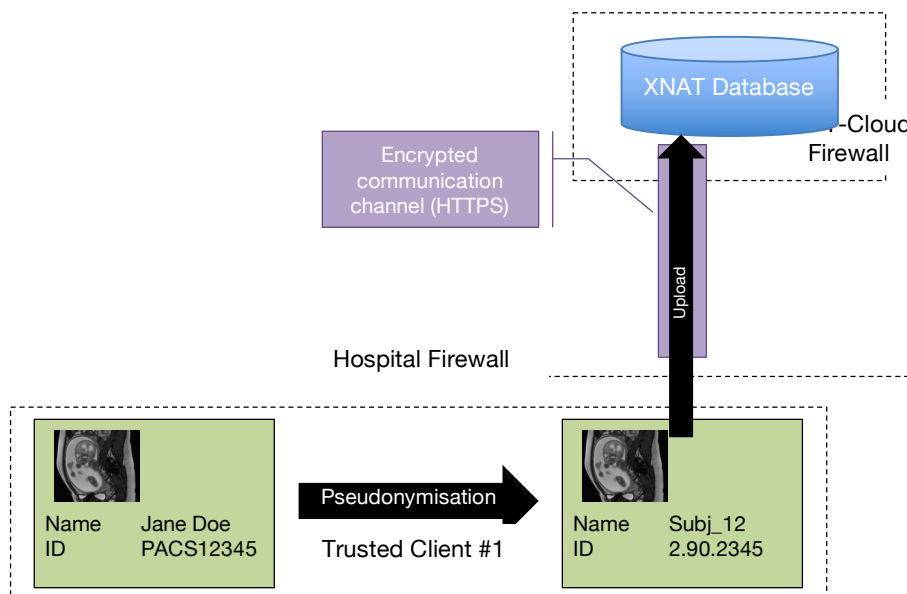 XNAT Database
-Cloud
Firewall
Encrypted
communication
channel (HTTPS)
Upload
Hospital Firewall
Name Jane Doe
ID PACS12345
Pseudonymisation
Trusted Client #1
Name Subj_12
ID 2.90.2345